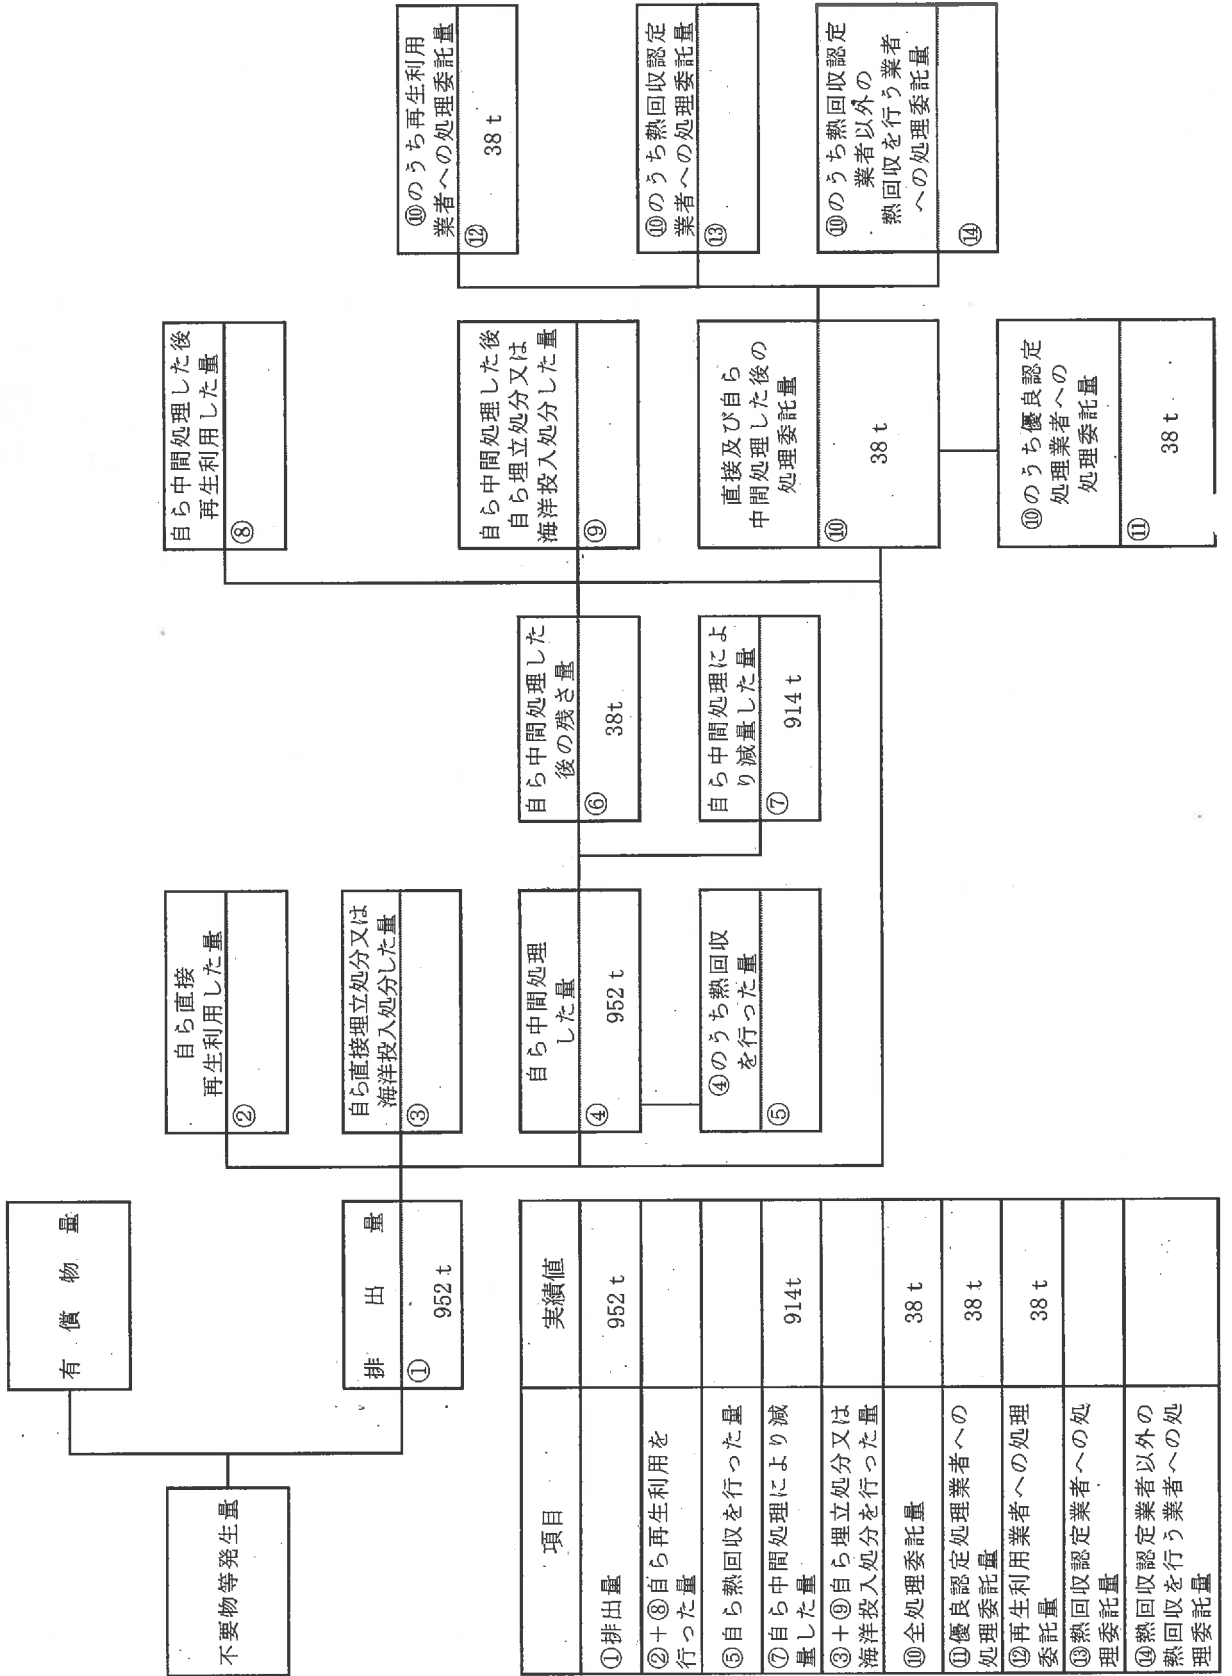 不要物等発生量
有償物量
排出量
①
952 t
自ら直接
再生利用した量
②
自ら直接埋立処分又は
海洋投入処分した量
③
自ら中間処理
した量
④
952 t
④のうち熱回収
を行った量
⑤
自ら中間処理した
後の残さ量
⑥
38t
自ら中間処理によ
り減量した量
⑦
914 t
自ら中間処理した後
再生利用した量
⑧
自ら中間処理した後
自ら埋立処分又は
海洋投入処分した量
⑨
直接及び自ら
中間処理した後の
処理委託量
⑩
38 t
⑩のうち優良認定
処理業者への
処理委託量
⑪
38 t
⑩のうち再生利用
業者への処理委託量
⑫
38 t
⑩のうち熱回収認定
業者への処理委託量
⑬
⑩のうち熱回収認定
業者以外の
熱回収を行う業者
への処理委託量
⑭
項目
実績値
①排出量
952 t
②＋⑧自ら再生利用を
行った量
⑤自ら熱回収を行った量
⑦自ら中間処理により減
量した量
914t
③＋⑨自ら埋立処分又は
海洋投入処分を行った量
⑩全処理委託量
38 t
⑪優良認定処理業者への
処理委託量
38 t
⑫再生利用業者への処理
委託量
38 t
⑬熱回収認定業者への処
理委託量
⑭熱回収認定業者以外の
熱回収を行う業者への処
理委託量